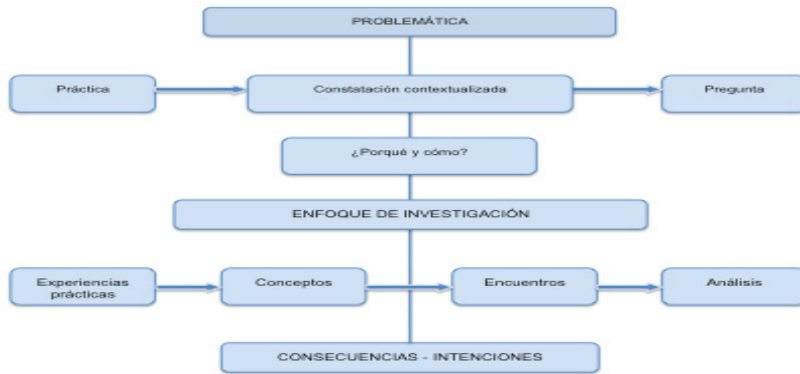 PROBLEMÁTICA
Práctica
Constatación contextualizada
Pregunta
¿Porqué y cómo?
ENFOQUE DE INVESTIGACIÓN
Experiencias
prácticas
Conceptos
Encuentros
Análisis
CONSECUENCIAS - INTENCIONES